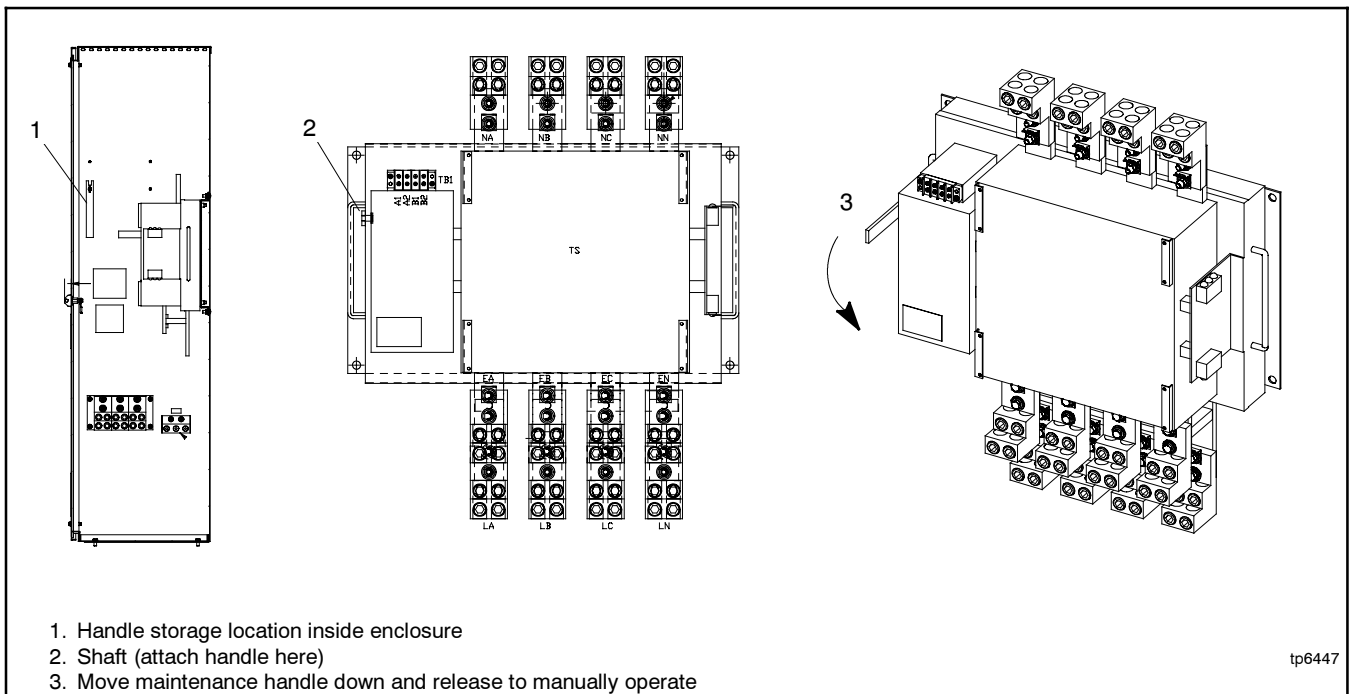 1
2
3
NA NB NC NN
TB1
A1
A2
B1
B2
TS
EA EB EC EN
LA LB LC LN
1. Handle storage location inside enclosure
2. Shaft (attach handle here)
3. Move maintenance handle down and release to manually operate
tp6447